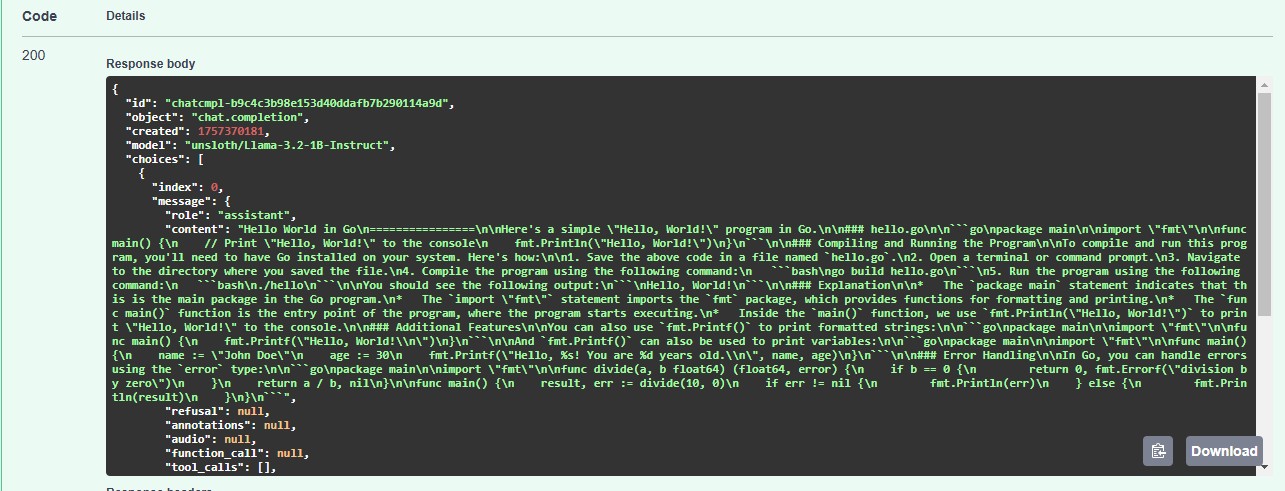 Code Details
200
Response body
{
  "id": "chatcmpl-b9c4c3b98e153d40ddafb7b290114a9d",
  "object": "chat.completion",
  "created": 1757370181,
  "model": "unsloth/Llama-3.2-1B-Instruct",
  "choices": [
    {
      "index": 0,
      "message": {
        "role": "assistant",
        "content": "Hello World in Go\n================\n\nHere's a simple \"Hello, World!\" program in Go.\n\n### hello.go\n\n```go\npackage main\n\nimport \"fmt\"\n\nfunc
main() {\n    // Print \"Hello, World!\" to the console\n    fmt.Println(\"Hello, World!\")\n}\n```\n\n### Compiling and Running the Program\n\nTo compile and run this prog
ram, you'll need to have Go installed on your system. Here's how:\n\n1. Save the above code in a file named `hello.go`.\n2. Open a terminal or command prompt.\n3. Navigate
to the directory where you saved the file.\n4. Compile the program using the following command:\n   ```bash\ngo build hello.go\n```\n5. Run the program using the following
command:\n   ```bash\n./hello\n```\n\nYou should see the following output:\n```\nHello, World!\n```\n\n### Explanation\n\n*   The `package main` statement indicates that th
is is the main package in the Go program.\n*   The `import \"fmt\"` statement imports the `fmt` package, which provides functions for formatting and printing.\n*   The `fun
c main()` function is the entry point of the program, where the program starts executing.\n*   Inside the `main()` function, we use `fmt.Println(\"Hello, World!\")` to prin
t \"Hello, World!\" to the console.\n\n### Additional Features\n\nYou can also use `fmt.Printf()` to print formatted strings:\n\n```go\npackage main\n\nimport \"fmt\"\n\nfu
nc main() {\n    fmt.Printf(\"Hello, World!\\n\")\n}\n```\n\nAnd `fmt.Printf()` can also be used to print variables:\n\n```go\npackage main\n\nimport \"fmt\"\n\nfunc main()
{\n    name := \"John Doe\"\n    age := 30\n    fmt.Printf(\"Hello, %s! You are %d years old.\\n\", name, age)\n}\n```\n\n### Error Handling\n\nIn Go, you can handle errors
using the `error` type:\n\n```go\npackage main\n\nimport \"fmt\"\n\nfunc divide(a, b float64) (float64, error) {\n    if b == 0 {\n        return 0, fmt.Errorf(\"division b
y zero\")\n    }\n    return a / b, nil\n}\n\nfunc main() {\n    result, err := divide(10, 0)\n    if err != nil {\n        fmt.Println(err)\n    } else {\n        fmt.Prin
tln(result)\n    }\n}\n```",
        "refusal": null,
        "annotations": null,
        "audio": null,
        "function_call": null,
        "tool_calls": [],
Download
Response headers